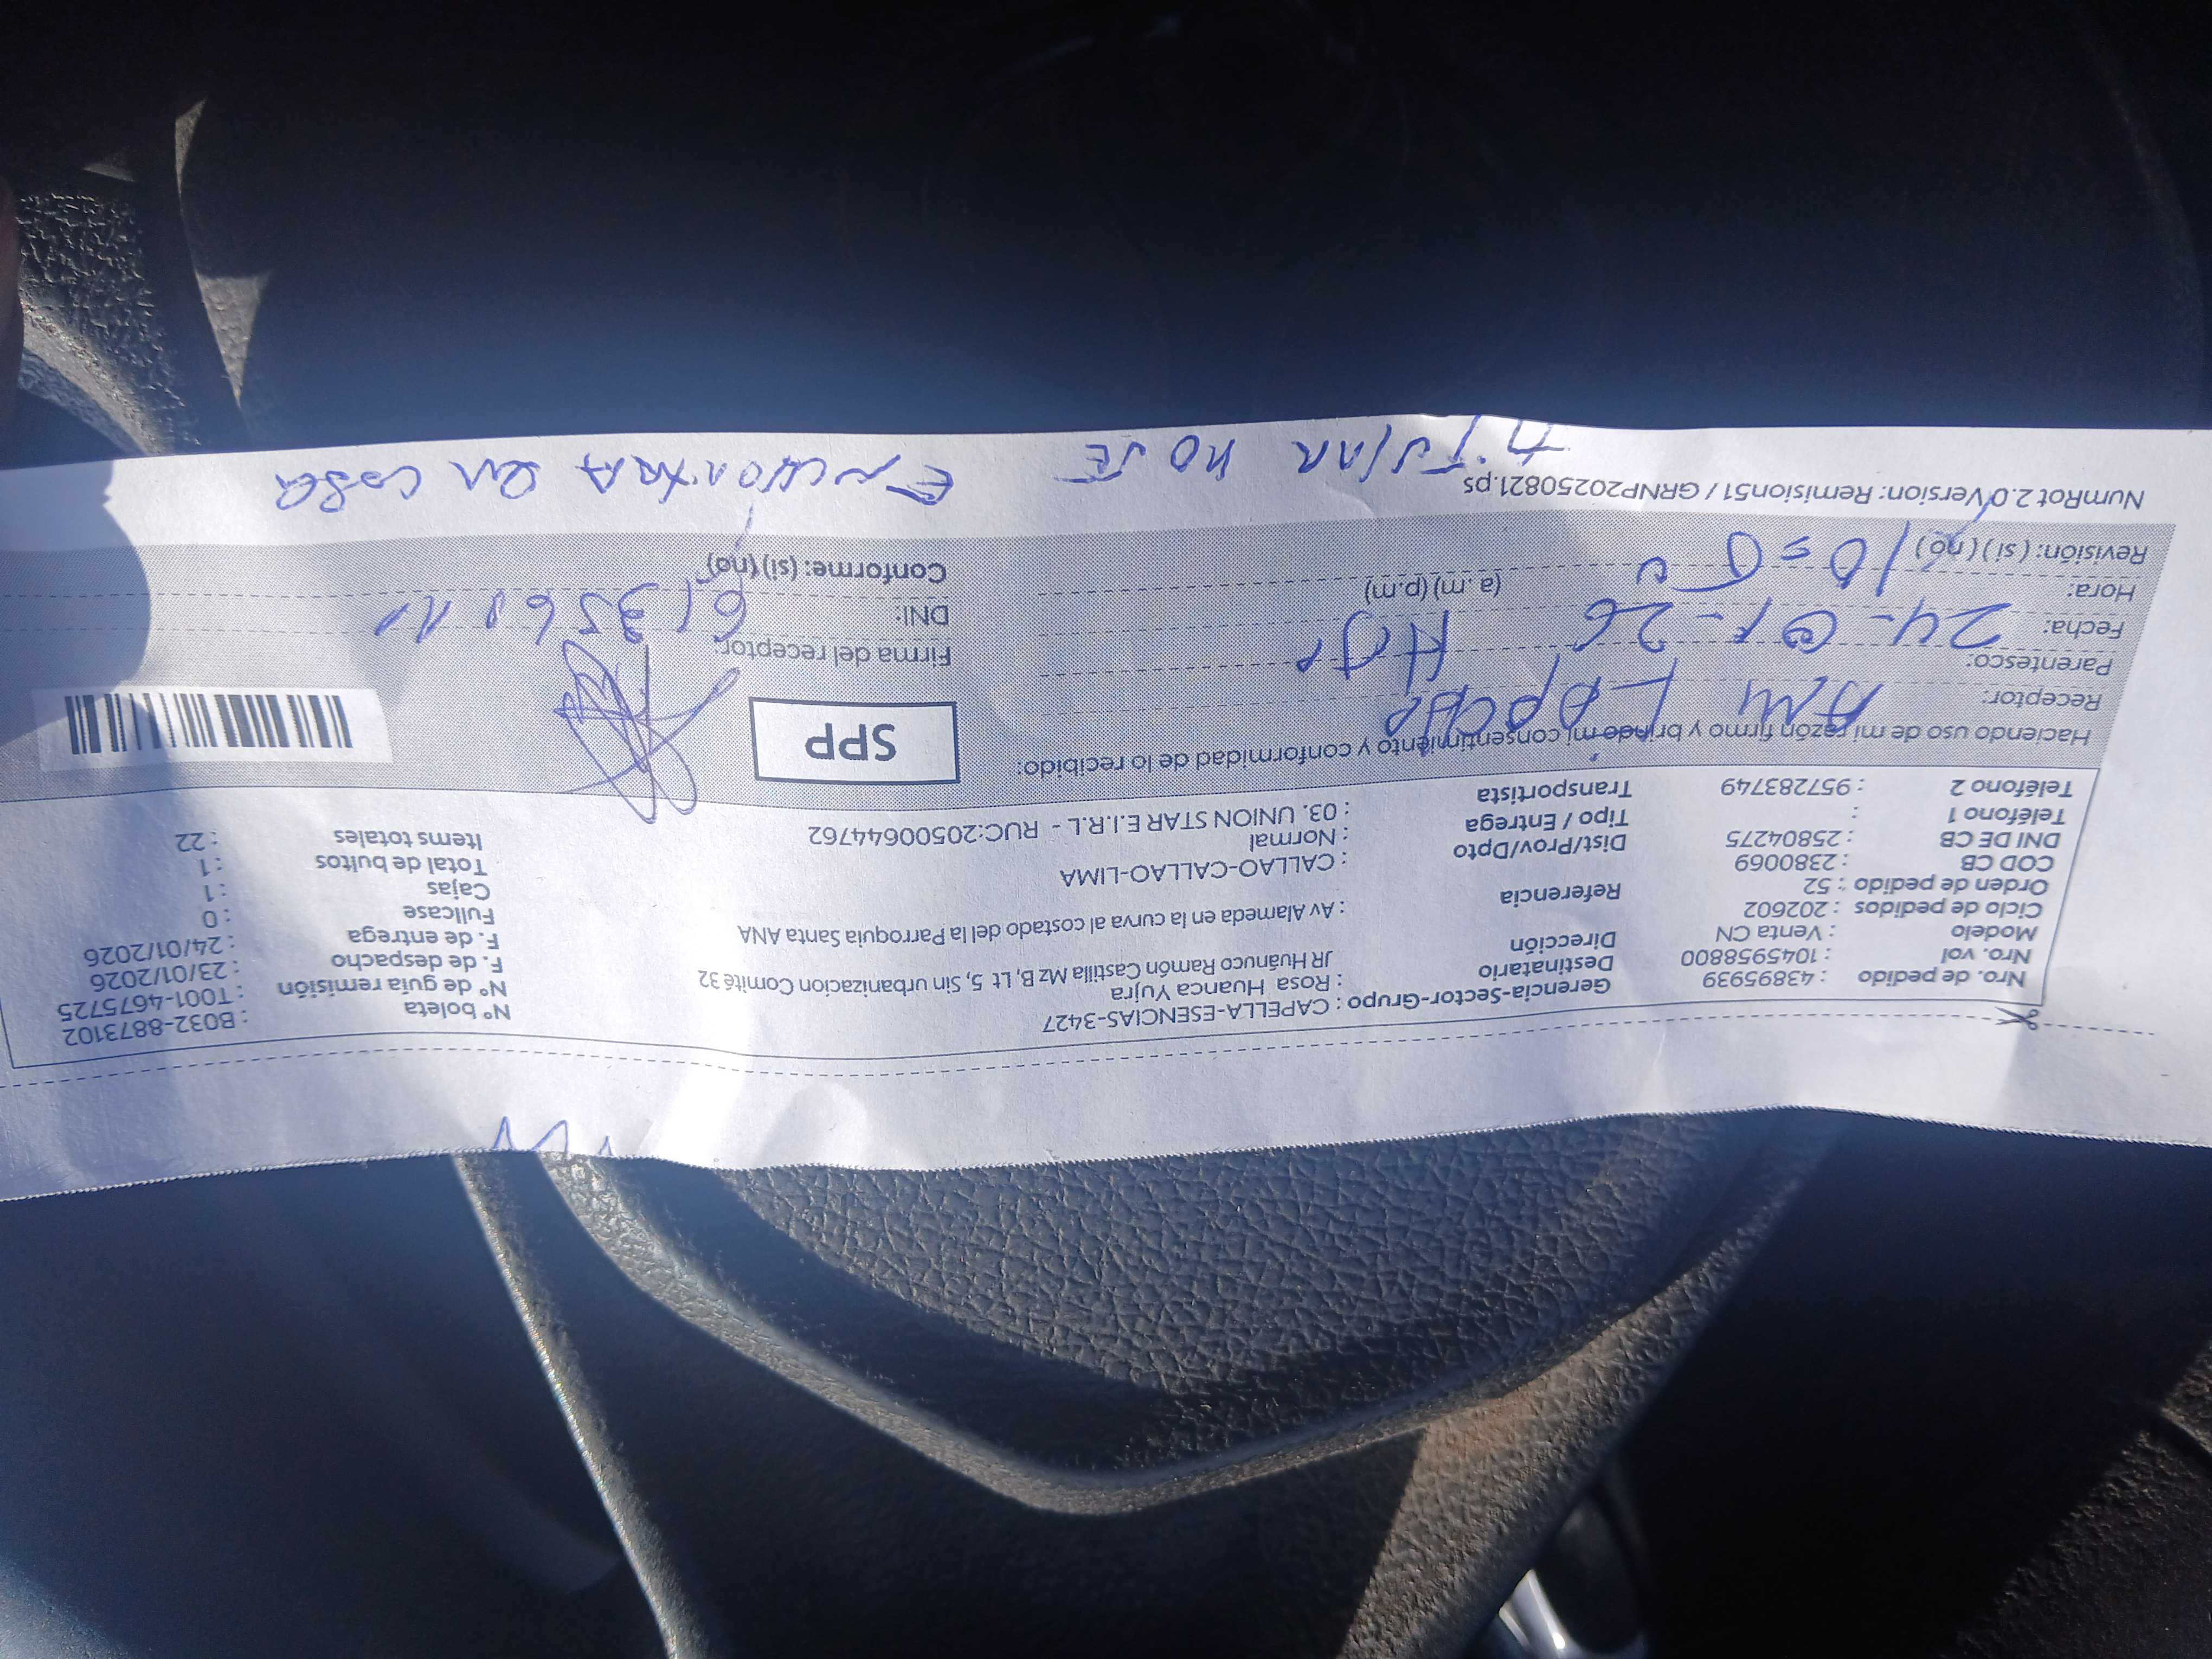 Nro. de pedido : 43895939
Nro. vol : 1045958800
Modelo : Venta CN
Ciclo de pedidos : 202602
Orden de pedido : 52
COD CB : 2380069
DNI DE CB : 25804275
Teléfono 1 :
Teléfono 2 : 957283749
Gerencia-Sector-Grupo : CAPELLA-ESENCIAS-3427
Destinatario : Rosa Huanca Yujra
Dirección JR Huánuco Ramón Castilla Mz B, Lt 5, Sin urbanizacion Comité 32
Referencia : Av Alameda en la curva al costado del la Parroquia Santa ANA
Dist/Prov/Dpto : CALLAO-CALLAO-LIMA
Tipo / Entrega : Normal
Transportista : 03. UNION STAR E.I.R.L - RUC:20500644762
N° boleta : B032-8873102
N° de guía remisión : T001-4675725
F. de despacho : 23/01/2026
F. de entrega : 24/01/2026
Fullcase : 0
Cajas : 1
Total de bultos : 1
Items totales : 22
Haciendo uso de mi razón firmo y brindo mi consentimiento y conformidad de lo recibido:
SPP
Receptor:
Parentesco:
Fecha: 24-01-26
Hora: (a. m) (p.m)
Revisión: (si) (no)
Firma del receptor:
DNI:
Conforme: (si) (no)
NumRot 2.0 Version: Remision51 / GRNP20250821.ps
Titular no se Encuentra en casa